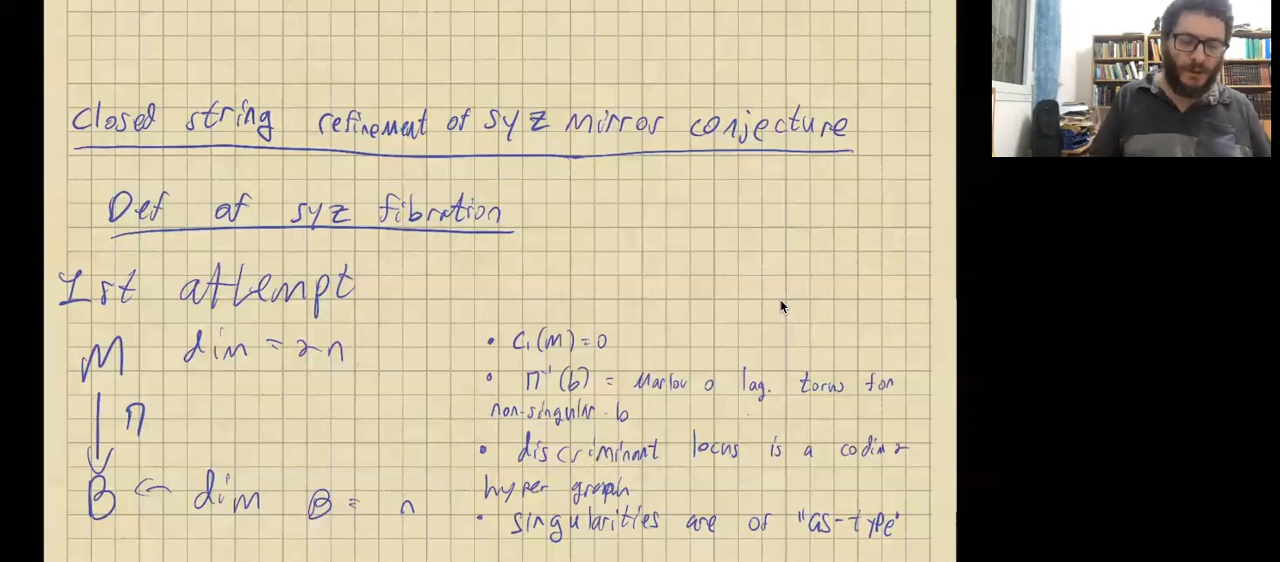 Closed string refinement of SYZ mirror conjecture
Def of SYZ fibration
1st attempt
M dim = 2n
π
B ← dim B = n
• C₁(M)=0
• π⁻¹(b) = Maslov 0 lag. torus for
non-singular b
• discriminant locus is a codim 2
hyper graph
• singularities are of "GS-type"